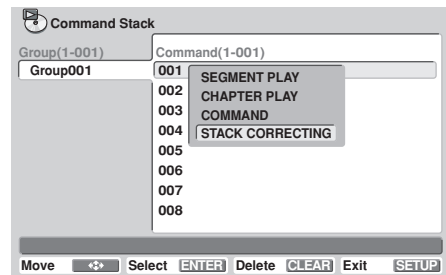 Command Stack
Group(1-001) Command(1-001)
Group001 001
SEGMENT PLAY
002
CHAPTER PLAY
003
COMMAND
004
STACK CORRECTING
005
006
007
008
Move Select ENTER Delete CLEAR Exit SETUP